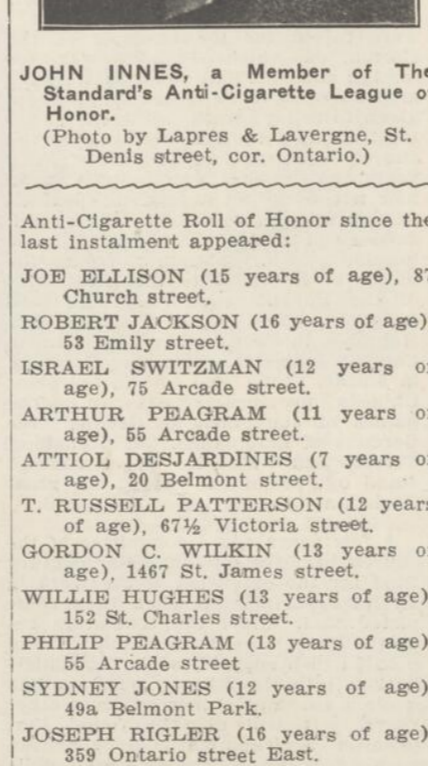 JOHN INNES, a Member of The
Standard's Anti-Cigarette League o
Honor.
(Photo by Lapres & Lavergne, St.
Denis street, cor. Ontario.)
Anti-Cigarette Roll of Honor since the
last instalment appeared:
JOE ELLISON (15 years of age), 87
Church street.
ROBERT JACKSON (16 years of age)
53 Emily street.
ISRAEL SWITZMAN (12 years o
age), 75 Arcade street.
ARTHUR PEAGRAM (11 years o
age), 55 Arcade street.
ATTIOL DESJARDINES (7 years o
age), 20 Belmont street.
T. RUSSELL PATTERSON (12 years
of age), 67½ Victoria street.
GORDON C. WILKIN (13 years o
age), 1467 St. James street.
WILLIE HUGHES (13 years of age)
152 St. Charles street.
PHILIP PEAGRAM (13 years of age)
55 Arcade street
SYDNEY JONES (12 years of age)
49a Belmont Park.
JOSEPH RIGLER (16 years of age)
359 Ontario street East.